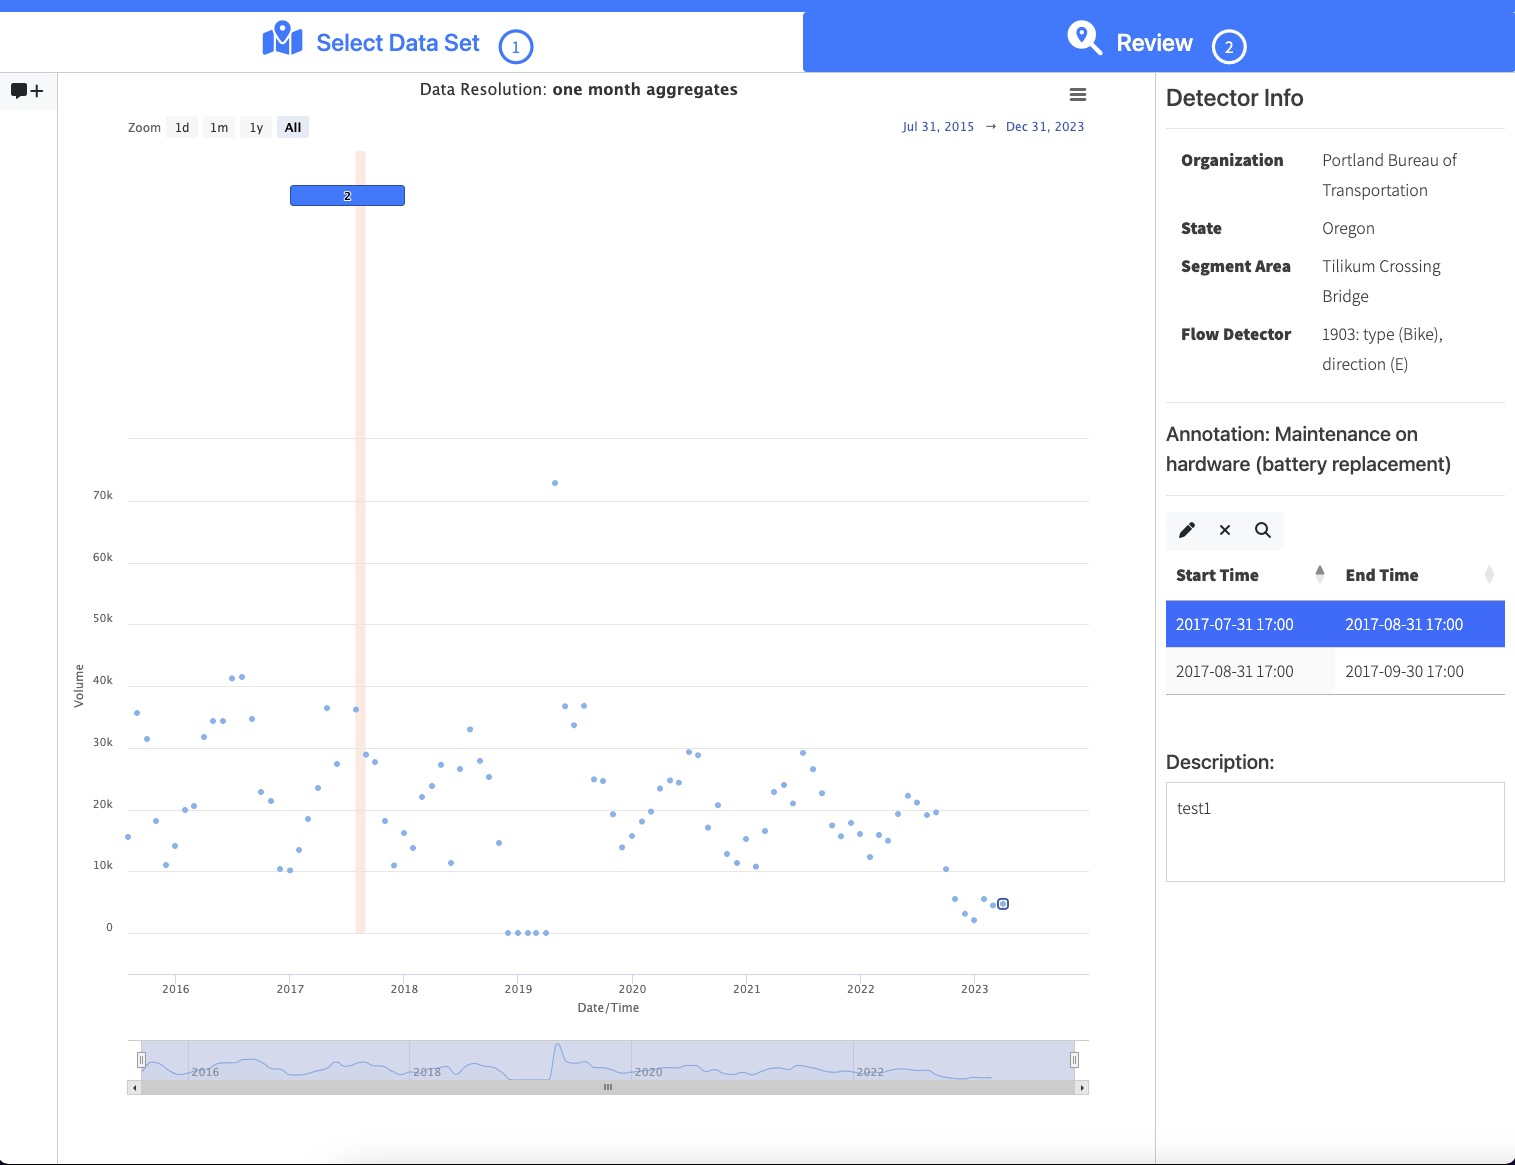 Select Data Set 1
Review 2
Data Resolution: one month aggregates
Zoom 1d 1m 1y All
Jul 31, 2015 → Dec 31, 2023
2
Volume
70k
60k
50k
40k
30k
20k
10k
0
2016 2017 2018 2019 2020 2021 2022 2023
Date/Time
2016 2018 2020 2022
Detector Info
Organization Portland Bureau of
Transportation
State Oregon
Segment Area Tilikum Crossing
Bridge
Flow Detector 1903: type (Bike),
direction (E)
Annotation: Maintenance on
hardware (battery replacement)
Start Time End Time
2017-07-31 17:00 2017-08-31 17:00
2017-08-31 17:00 2017-09-30 17:00
Description:
test1